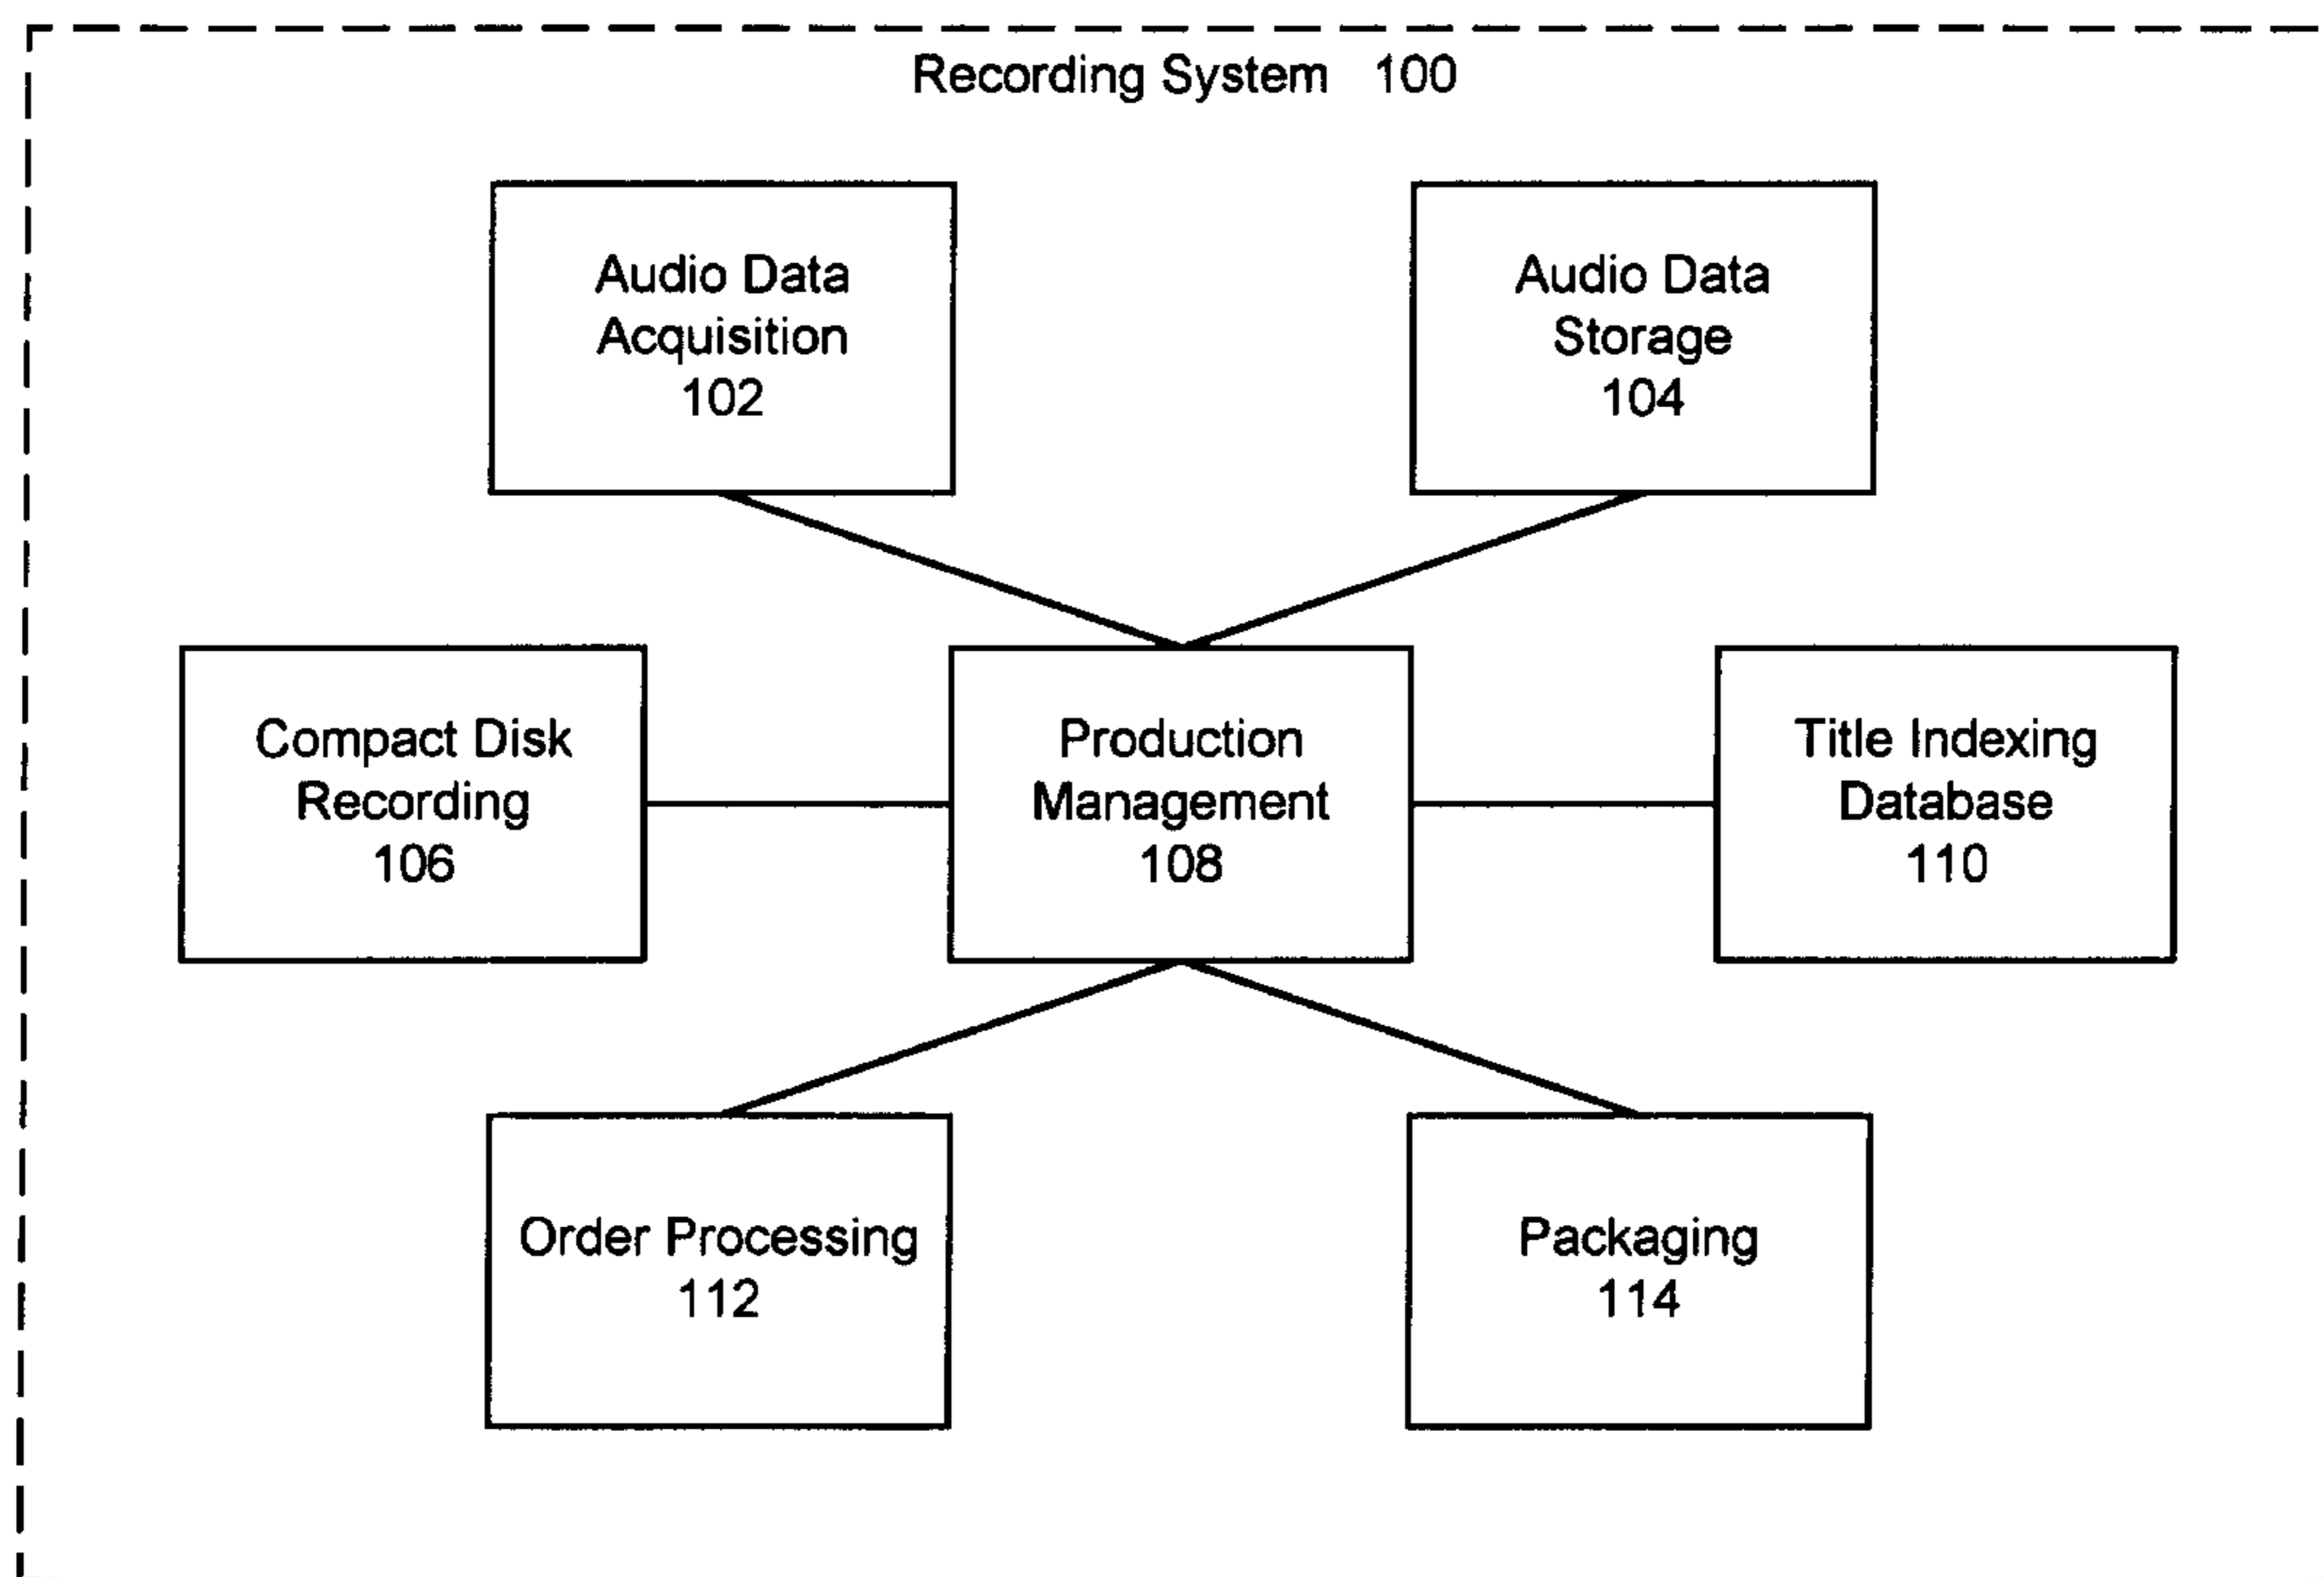 Recording System 100
Audio Data
Acquisition
102
Audio Data
Storage
104
Compact Disk
Recording
106
Production
Management
108
Title Indexing
Database
110
Order Processing
112
Packaging
114